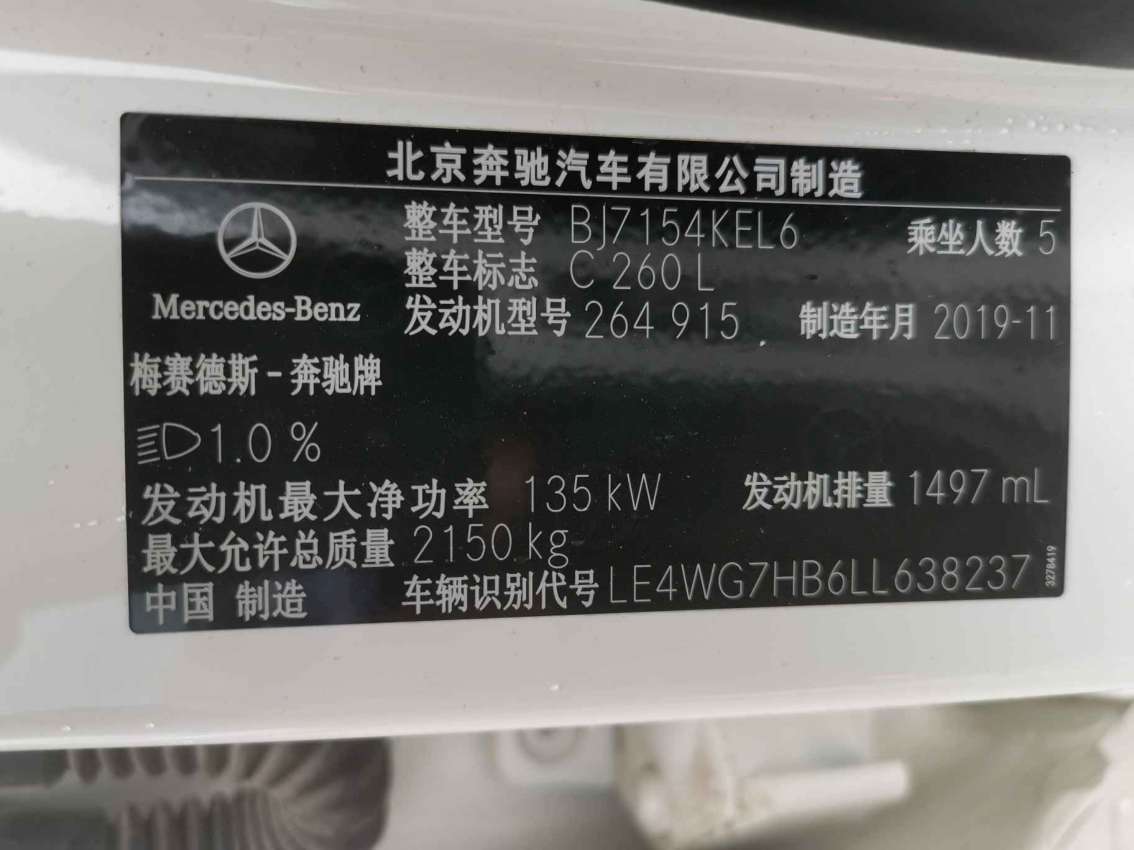 北京奔驰汽车有限公司制造
整车型号 BJ7154KEL6 乘坐人数 5
整车标志 C 260 L
Mercedes-Benz 发动机型号 264 915 制造年月 2019-11
梅赛德斯-奔驰牌
1.0 %
发动机最大净功率 135 kW 发动机排量 1497 mL
最大允许总质量 2150 kg
中国 制造 车辆识别代号 LE4WG7HB6LL638237
3278419